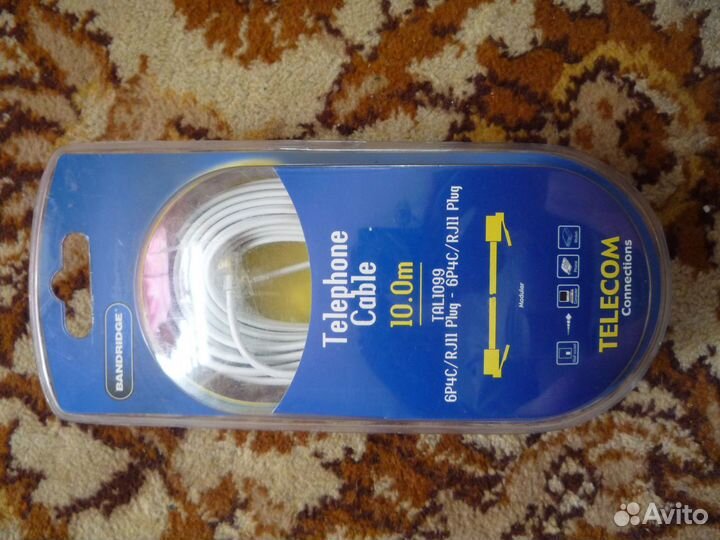 BANDRIDGE®
Telephone
Cable
10.0m
TAL1099
6P4C/RJ11 Plug - 6P4C/RJ11 Plug
Modular
TELECOM
Connections
Avito